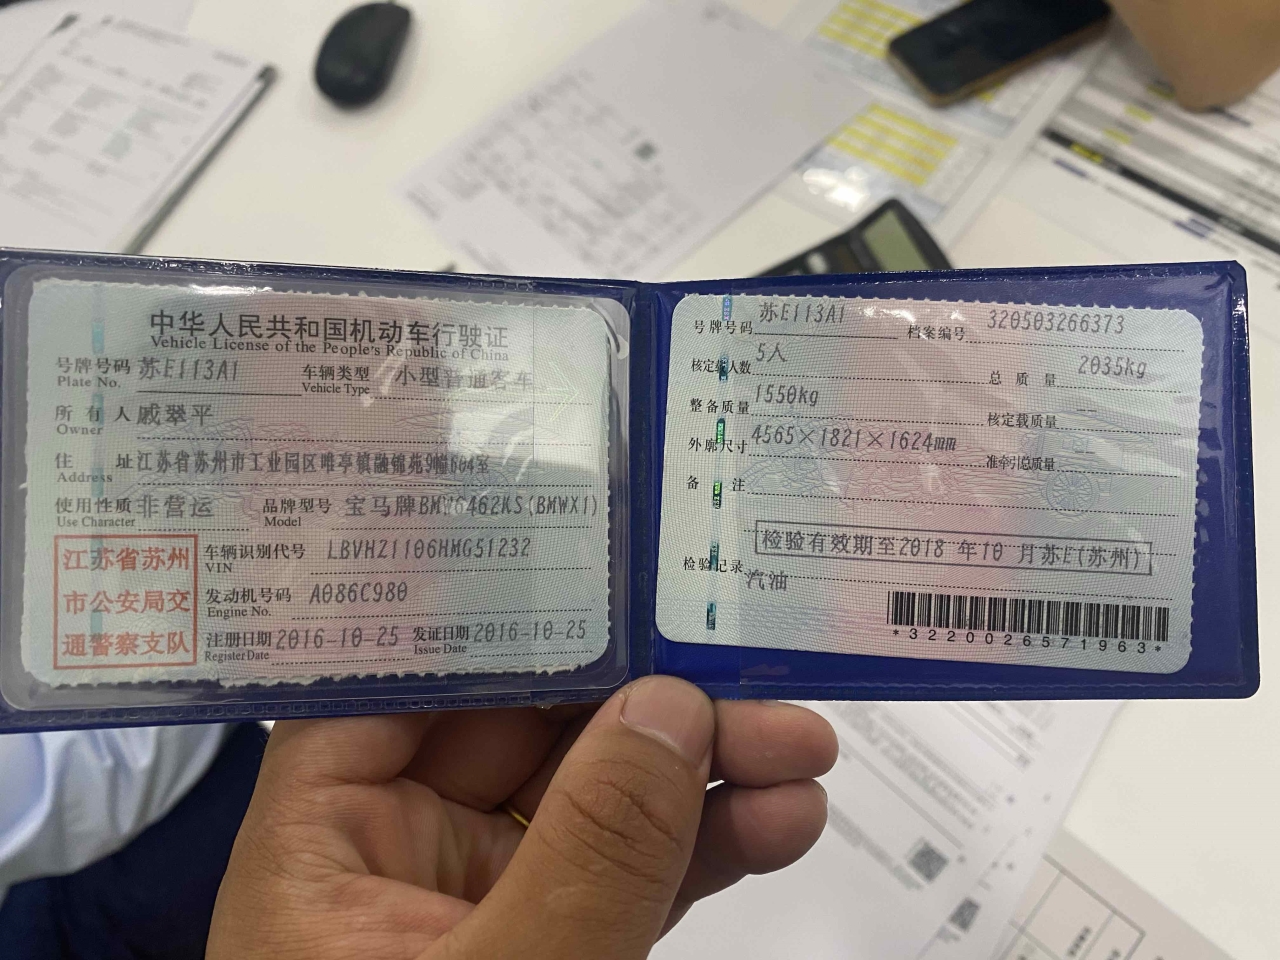 中华人民共和国机动车行驶证
Vehicle License of the People's Republic of China
号牌号码 苏E113A1 车辆类型 小型普通客车
Plate No. Vehicle Type
所有人 戚翠平
Owner
住址 江苏省苏州市工业园区唯亭镇融锦苑9幢604室
Address
使用性质 非营运 品牌型号 宝马牌BMW6462KS(BMWX1)
Use Character Model
江苏省苏州
市公安局交
通警察支队
车辆识别代号 LBVHZ1106HMG51232
VIN
发动机号码 A086C980
Engine No.
注册日期 2016-10-25 发证日期 2016-10-25
Register Date Issue Date
号牌号码 苏E113A1 档案编号 320503266373
核定载人数 5人 总质量 2035kg
整备质量 1550kg 核定载质量 --
外廓尺寸 4565×1821×1624mm 准牵引总质量 --
备注
检验有效期至2018年10月苏E(苏州)
检验记录
汽油
*3220026571963*